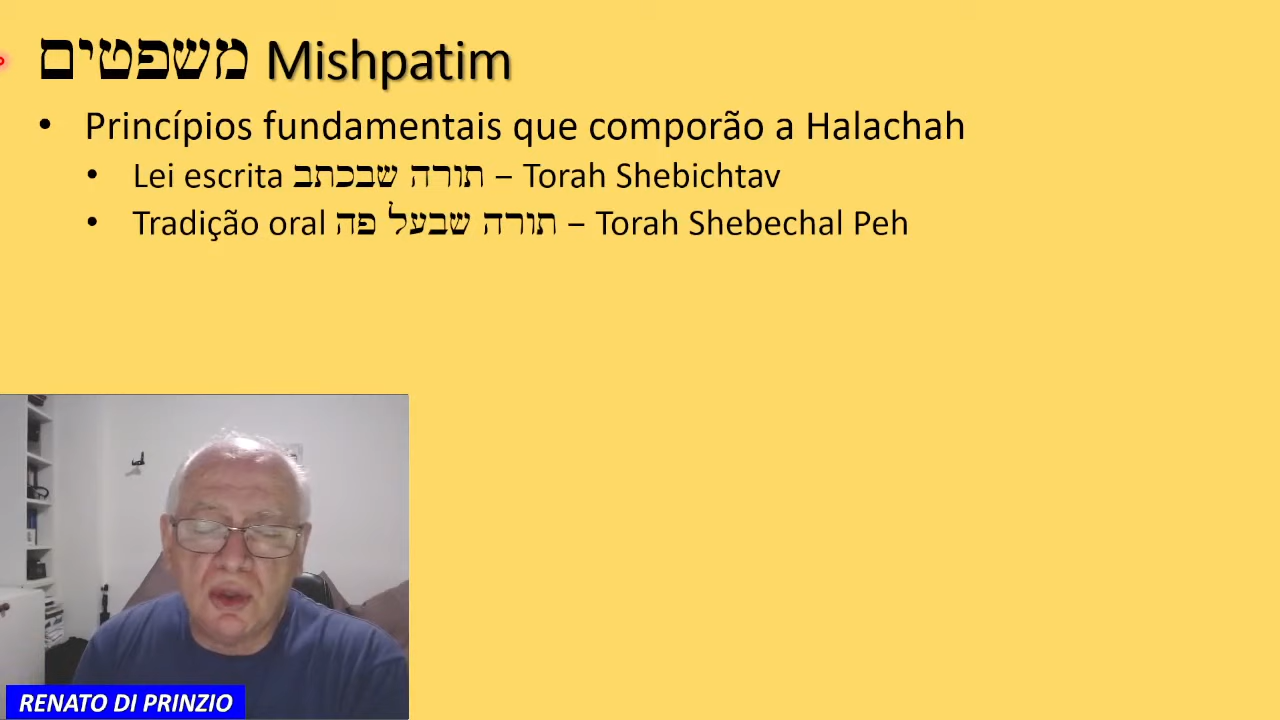 משפטים Mishpatim
• Princípios fundamentais que comporão a Halachah
• Lei escrita תורה שבכתב – Torah Shebichtav
• Tradição oral תורה שבעל פה – Torah Shebechal Peh
RENATO DI PRINZIO